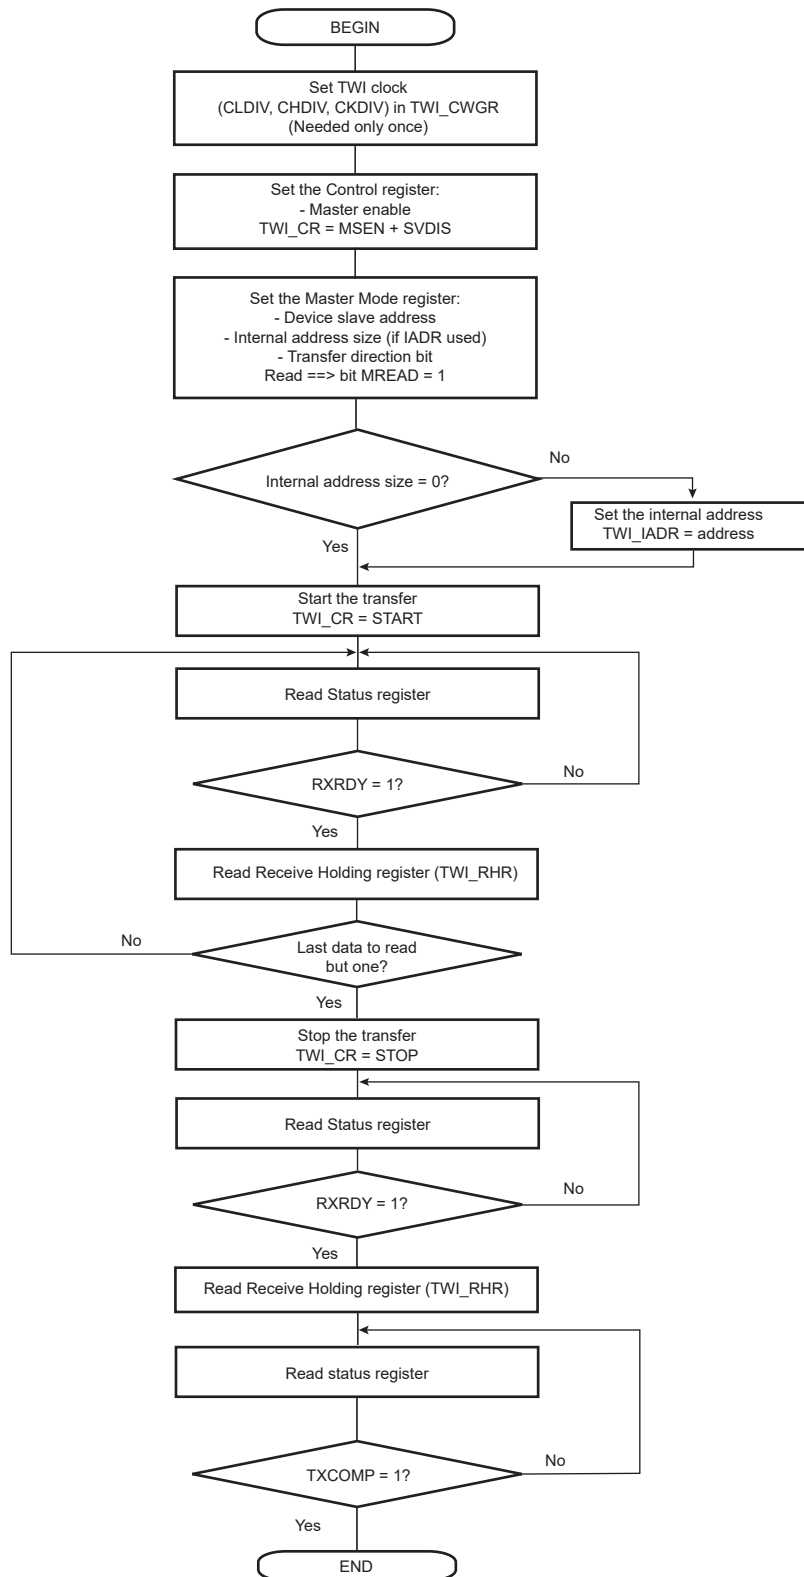 BEGIN
Set TWI clock
(CLDIV, CHDIV, CKDIV) in TWI_CWGR
(Needed only once)
Set the Control register:
- Master enable
TWI_CR = MSEN + SVDIS
Set the Master Mode register:
- Device slave address
- Internal address size (if IADR used)
- Transfer direction bit
Read ==> bit MREAD = 1
Internal address size = 0?
No
Set the internal address
TWI_IADR = address
Yes
Start the transfer
TWI_CR = START
Read Status register
RXRDY = 1?
No
Yes
Read Receive Holding register (TWI_RHR)
No
Last data to read
but one?
Yes
Stop the transfer
TWI_CR = STOP
Read Status register
RXRDY = 1?
No
Yes
Read Receive Holding register (TWI_RHR)
Read status register
TXCOMP = 1?
No
Yes
END